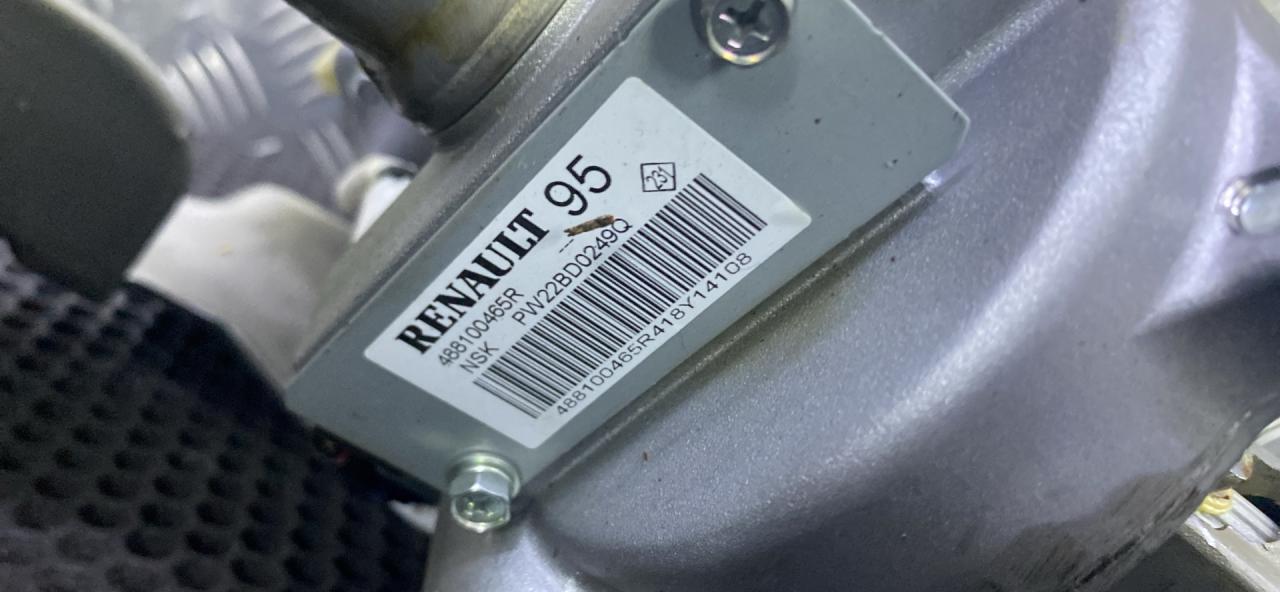 RENAULT 95
231
488100465R
NSK PW22BD0249Q
488100465R418Y14108